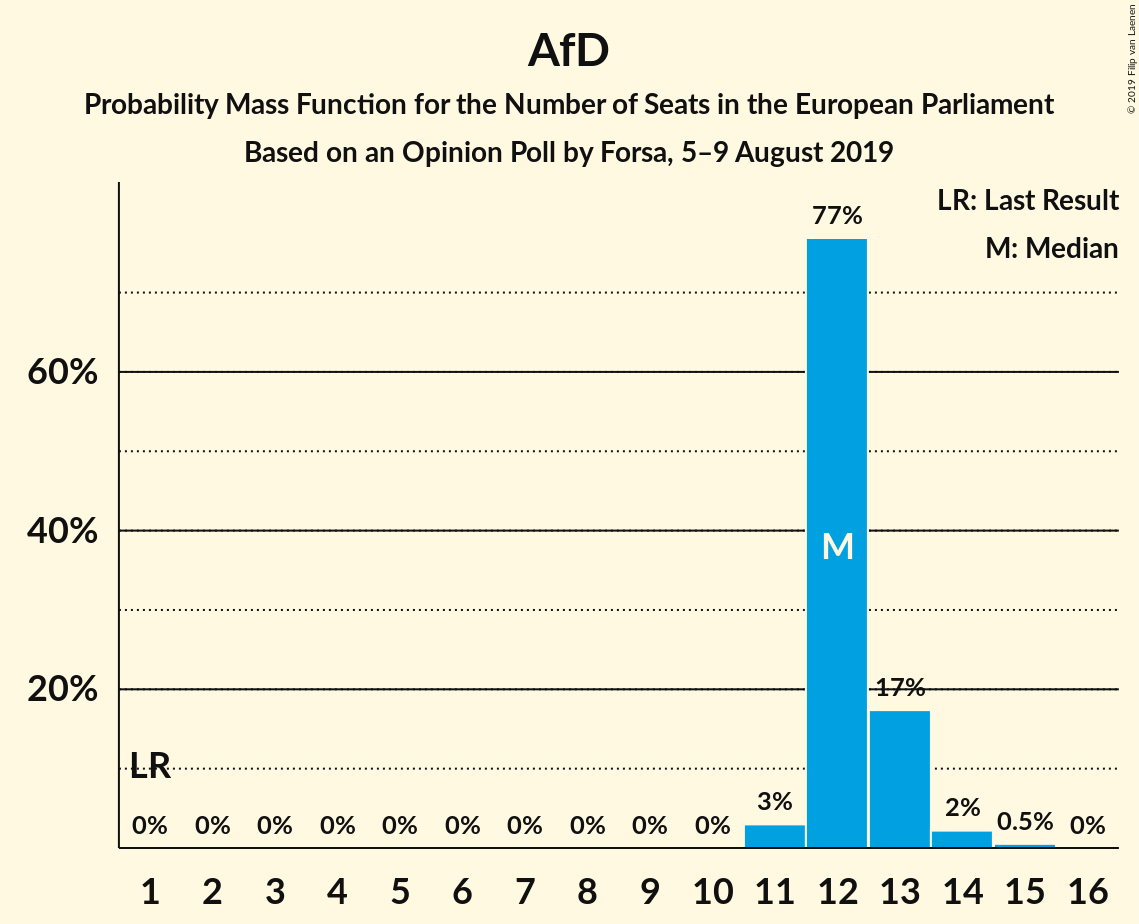 AfD
Probability Mass Function for the Number of Seats in the European Parliament
Based on an Opinion Poll by Forsa, 5–9 August 2019
© 2019 Filip van Laenen
LR: Last Result
M: Median
77%
60%
40%
M
20%
17%
LR
0% 0% 0% 0% 0% 0% 0% 0% 0% 0% 3% 2% 0.5% 0%
1 2 3 4 5 6 7 8 9 10 11 12 13 14 15 16